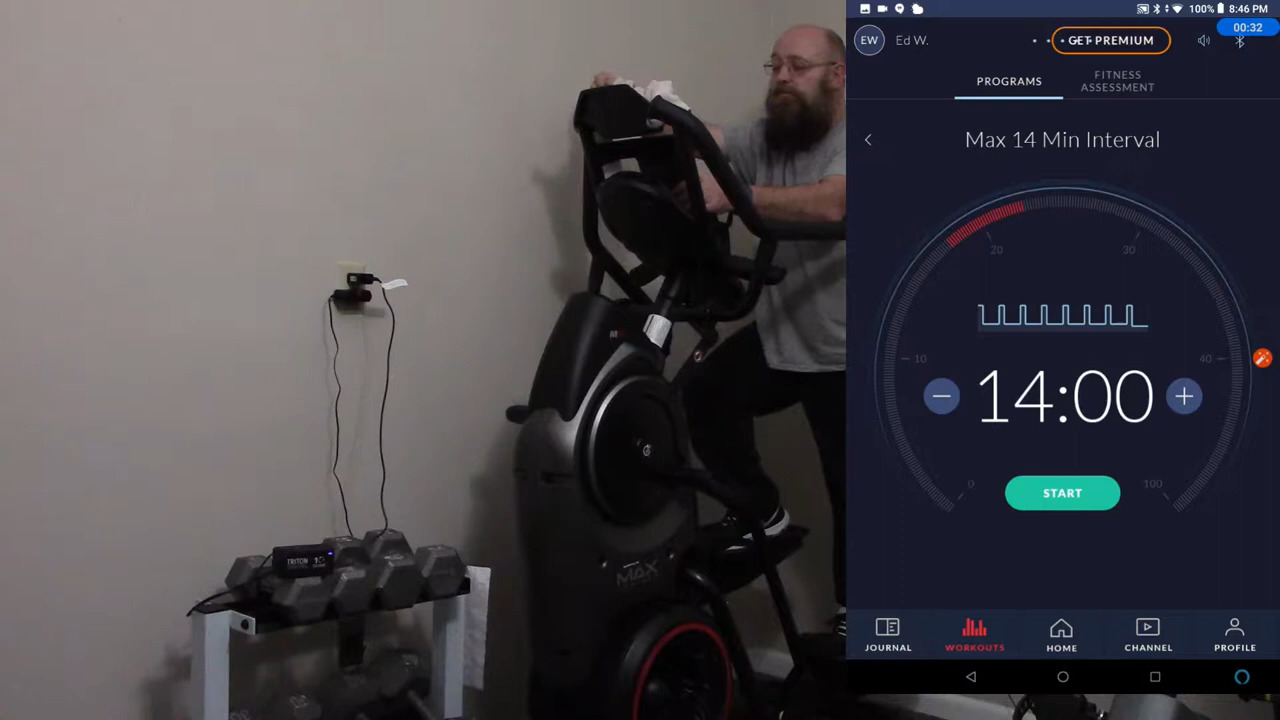 100% 8:46 PM
00:32
EW Ed W.
GET PREMIUM
PROGRAMS
FITNESS
ASSESSMENT
Max 14 Min Interval
20 30
10 40
14:00
0 100
START
JOURNAL WORKOUTS HOME CHANNEL PROFILE
TRITON
MAX